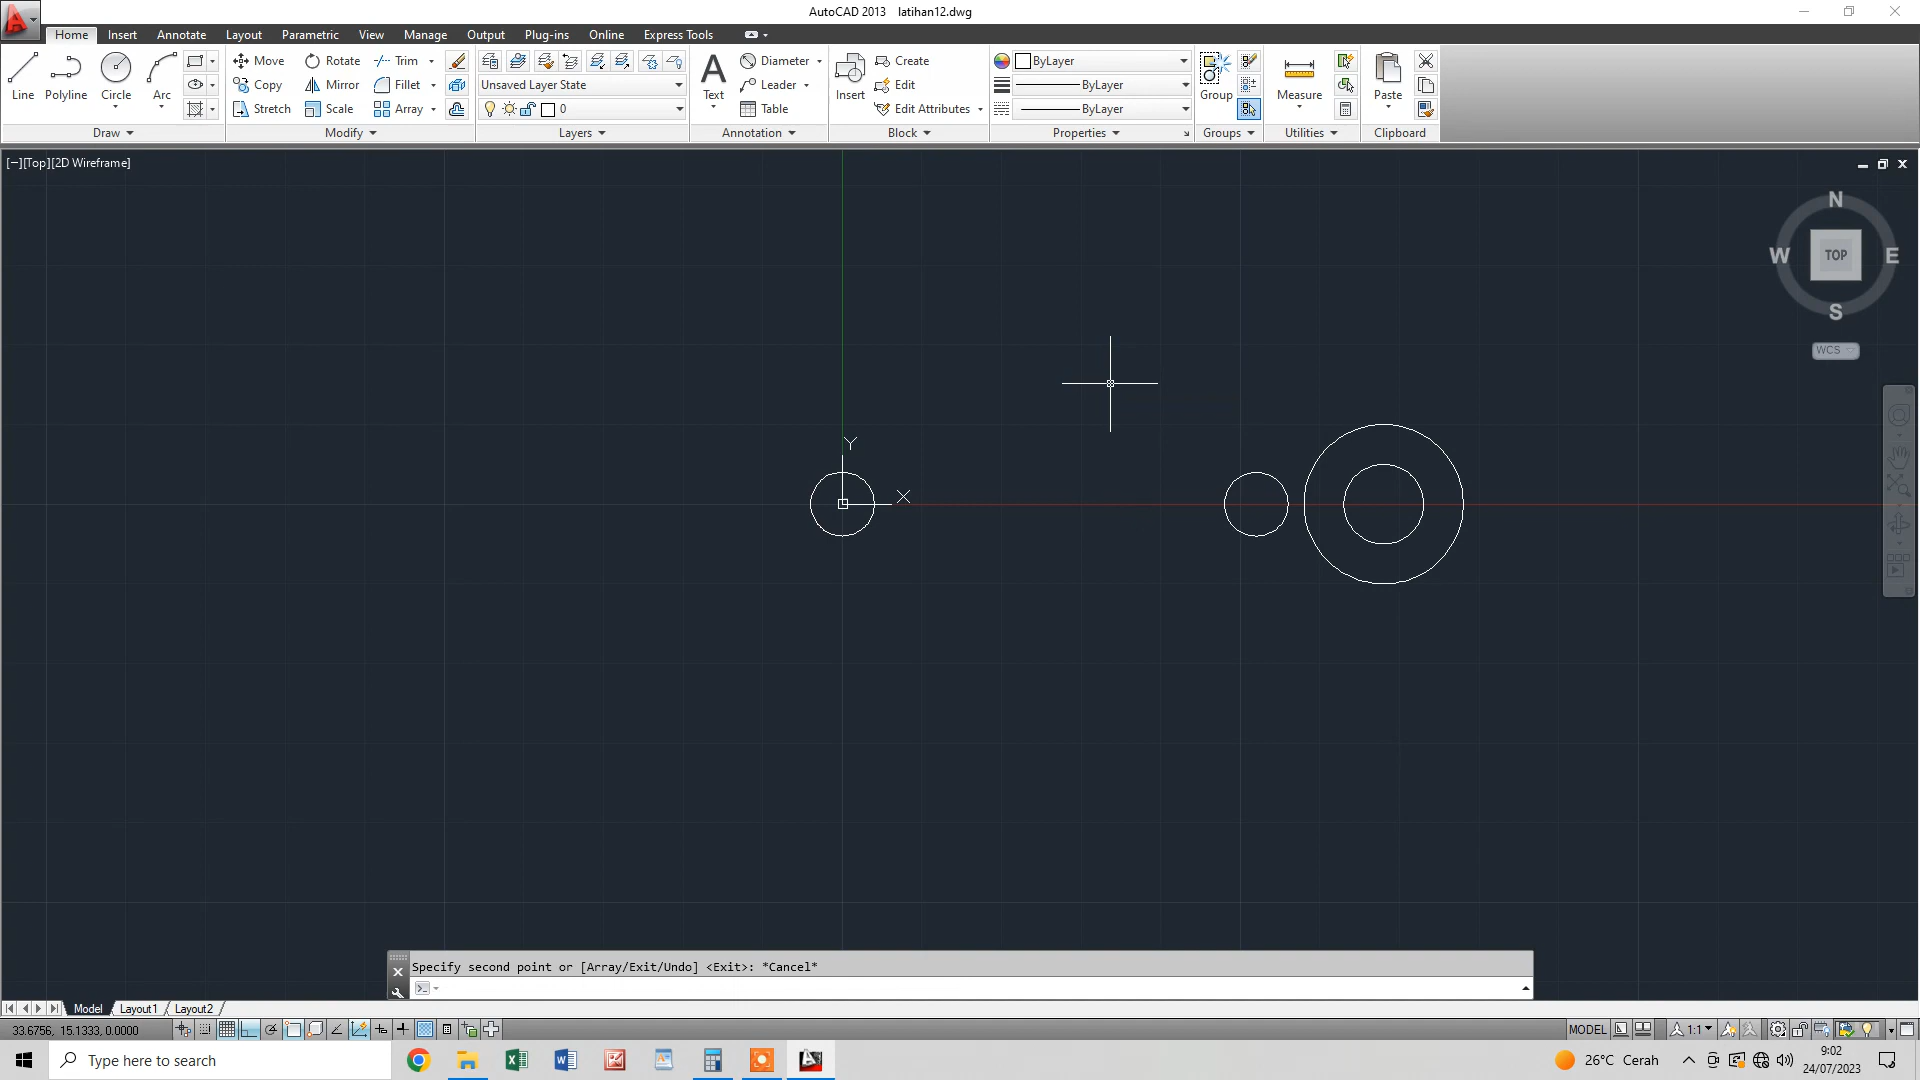 AutoCAD 2013 latihan12.dwg
Home Insert Annotate Layout Parametric View Manage Output Plug-ins Online Express Tools
Line Polyline Circle Arc
Move Rotate Trim
Copy Mirror Fillet
Stretch Scale Array
Unsaved Layer State
0
Text
Diameter
Leader
Table
Insert
Create
Edit
Edit Attributes
ByLayer
ByLayer
ByLayer
Group
Measure
Paste
Draw Modify Layers Annotation Block Properties Groups Utilities Clipboard
[−][Top][2D Wireframe]
N
W TOP E
S
WCS
Y
X
Specify second point or [Array/Exit/Undo] <Exit>: *Cancel*
Model Layout1 Layout2
33.6756, 15.1333, 0.0000
MODEL
1:1
Type here to search
26°C Cerah
9:02
24/07/2023